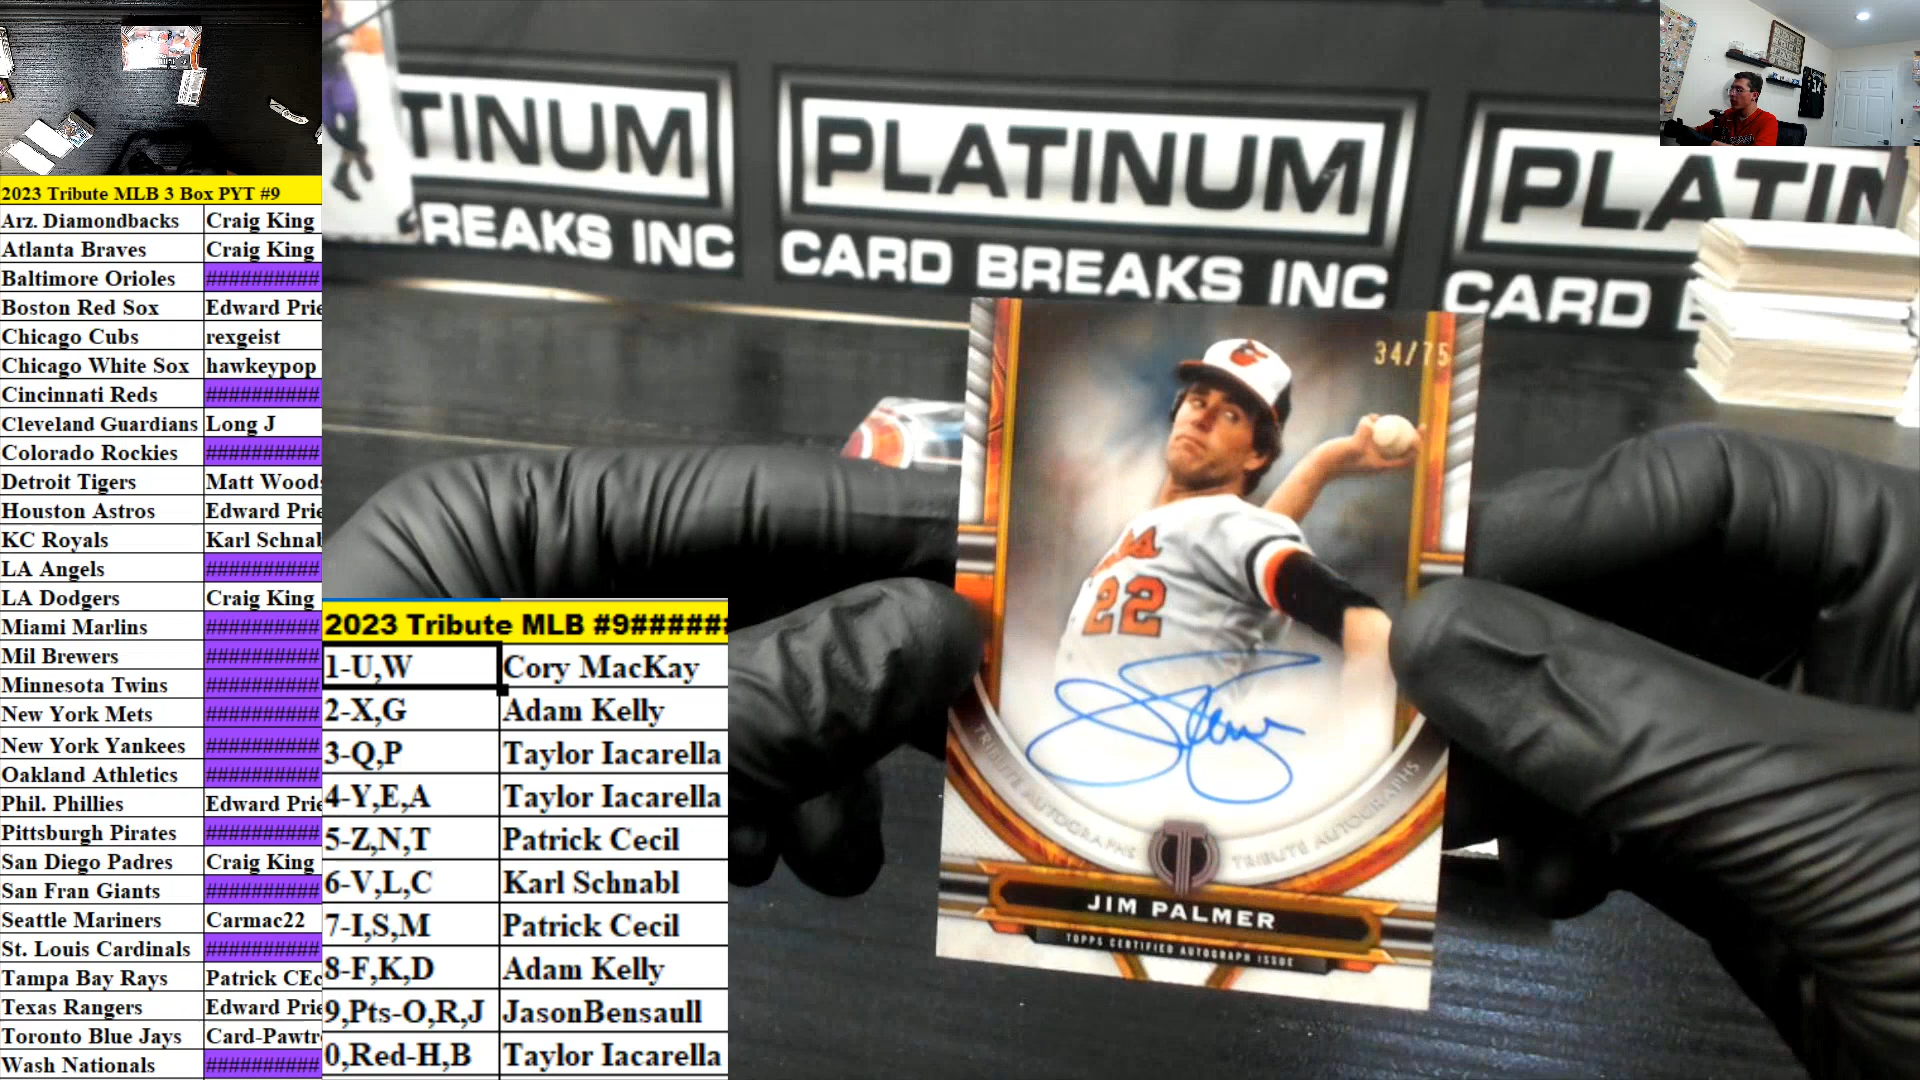 TINUM
REAKS INC
PLATINUM
CARD BREAKS INC
PLATIN
CARD B
2023 Tribute MLB 3 Box PYT #9
Arz. Diamondbacks Craig King
Atlanta Braves Craig King
Baltimore Orioles ##########
Boston Red Sox Edward Prie
Chicago Cubs rexgeist
Chicago White Sox hawkeypop
Cincinnati Reds ##########
Cleveland Guardians Long J
Colorado Rockies ##########
Detroit Tigers Matt Woods
Houston Astros Edward Prie
KC Royals Karl Schnab
LA Angels ##########
LA Dodgers Craig King
Miami Marlins ##########
Mil Brewers ##########
Minnesota Twins ##########
New York Mets ##########
New York Yankees ##########
Oakland Athletics ##########
Phil. Phillies Edward Prie
Pittsburgh Pirates ##########
San Diego Padres Craig King
San Fran Giants ##########
Seattle Mariners Carmac22
St. Louis Cardinals ##########
Tampa Bay Rays Patrick CEc
Texas Rangers Edward Prie
Toronto Blue Jays Card-Pawtr
Wash Nationals ##########
2023 Tribute MLB #9######
1-U,W Cory MacKay
2-X,G Adam Kelly
3-Q,P Taylor Iacarella
4-Y,E,A Taylor Iacarella
5-Z,N,T Patrick Cecil
6-V,L,C Karl Schnabl
7-I,S,M Patrick Cecil
8-F,K,D Adam Kelly
9,Pts-O,R,J JasonBensaull
0,Red-H,B Taylor Iacarella
34/75
22
TRIBUTE AUTOGRAPHS
TRIBUTE AUTOGRAPHS
JIM PALMER
TOPPS CERTIFIED AUTOGRAPH ISSUE